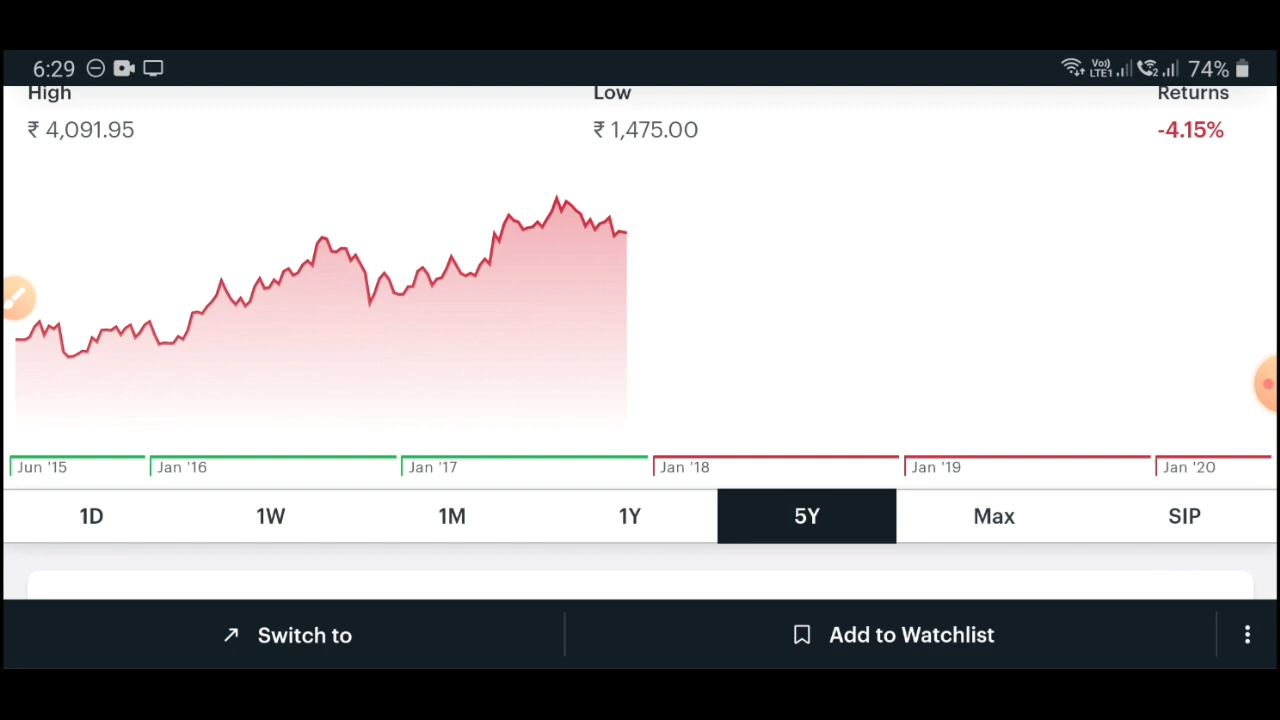 6:29 Vo) LTE1 2 74%
High Low Returns
₹ 4,091.95 ₹ 1,475.00 -4.15%
Jun '15 Jan '16 Jan '17 Jan '18 Jan '19 Jan '20
1D 1W 1M 1Y 5Y Max SIP
Switch to Add to Watchlist